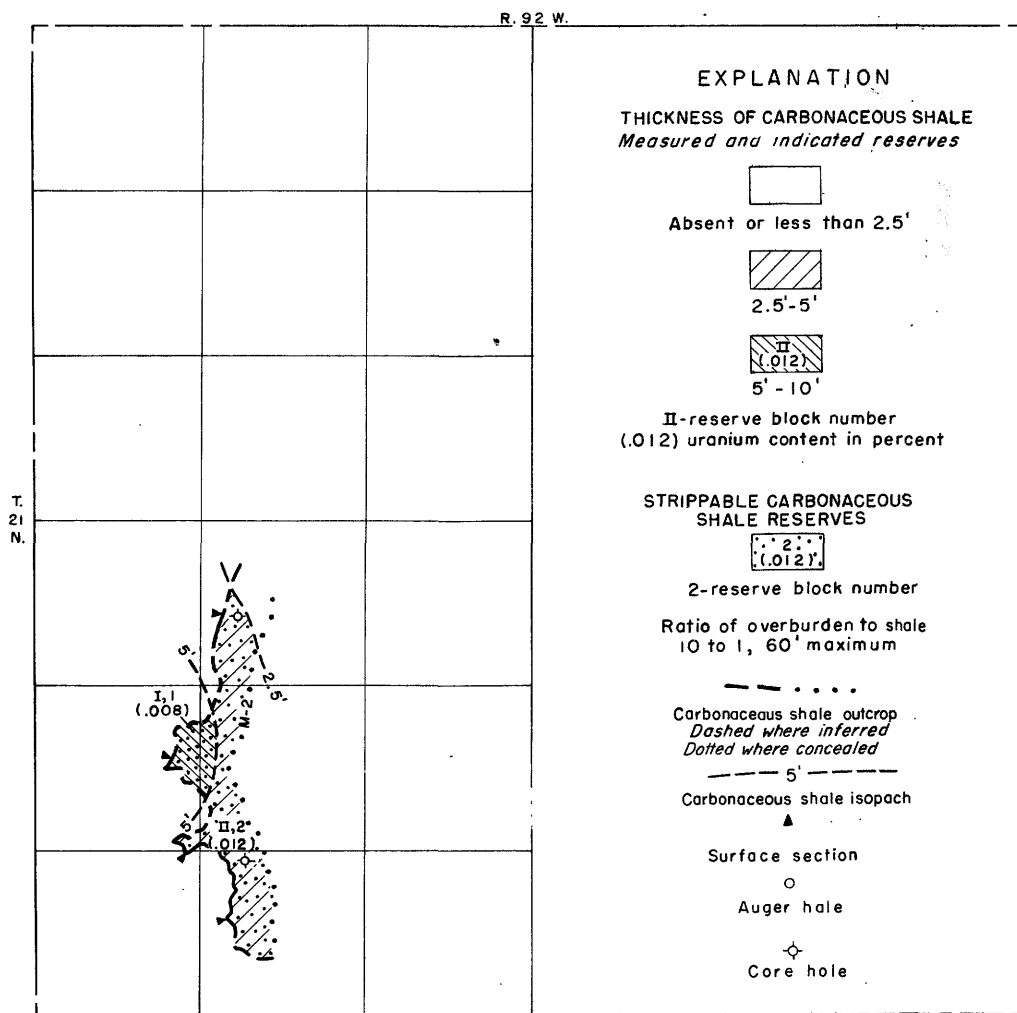 R. 92 W.
T.
21
N.
5'
2.5'
M-2
I, 1
(.008)
5'
II, 2
(.012)
EXPLANATION
THICKNESS OF CARBONACEOUS SHALE
Measured and indicated reserves
Absent or less than 2.5'
2.5'-5'
II
(.012)
5' - 10'
II-reserve block number
(.012) uranium content in percent
STRIPPABLE CARBONACEOUS
SHALE RESERVES
2
(.012)
2-reserve block number
Ratio of overburden to shale
10 to 1, 60' maximum
Carbonaceous shale outcrop
Dashed where inferred
Dotted where concealed
5'
Carbonaceous shale isopach
Surface section
Auger hale
Core hole